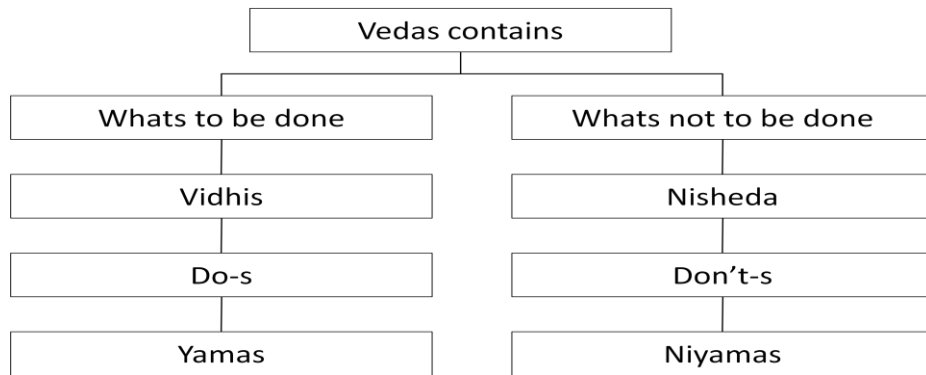 Vedas contains
Whats to be done
Whats not to be done
Vidhis
Nisheda
Do-s
Don’t-s
Yamas
Niyamas